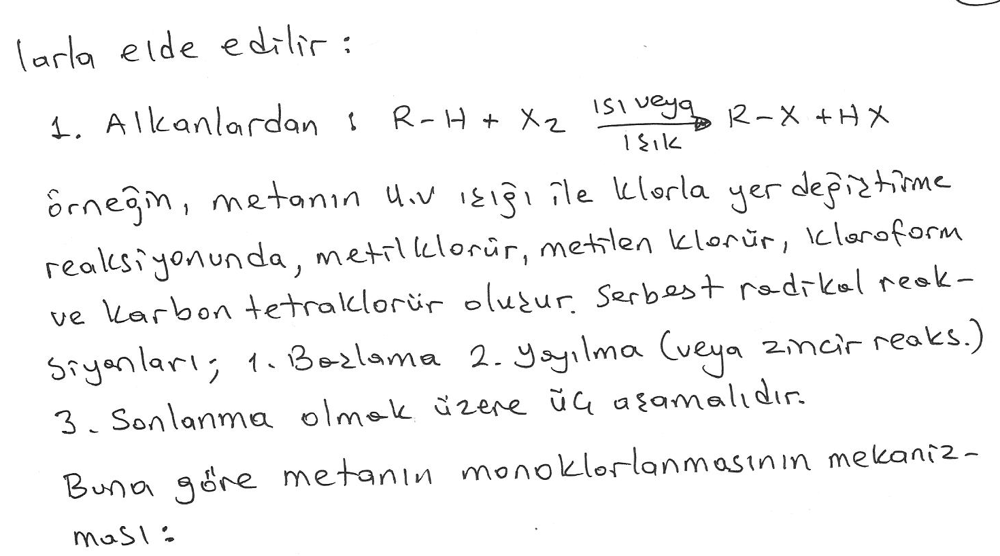 larla elde edilir:
1. Alkanlardan : R-H + X2 ısı veya ışık → R-X + HX
örneğin, metanın u.v ışığı ile klorla yer değiştirme
reaksiyonunda, metil klorür, metilen klorür, kloroform
ve karbon tetraklorür oluşur. Serbest radikal reak-
siyonları; 1. Başlama 2. Yayılma (veya zincir reaks.)
3. Sonlanma olmak üzere üç aşamalıdır.
Buna göre metanın monoklorlanmasının mekaniz-
ması: